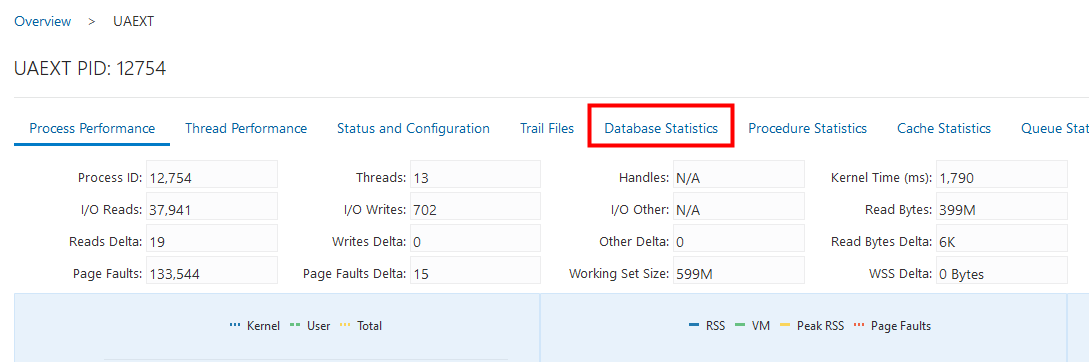 Overview > UAEXT
UAEXT PID: 12754
Process Performance Thread Performance Status and Configuration Trail Files Database Statistics Procedure Statistics Cache Statistics Queue Stat
Process ID: 12,754 Threads: 13 Handles: N/A Kernel Time (ms): 1,790
I/O Reads: 37,941 I/O Writes: 702 I/O Other: N/A Read Bytes: 399M
Reads Delta: 19 Writes Delta: 0 Other Delta: 0 Read Bytes Delta: 6K
Page Faults: 133,544 Page Faults Delta: 15 Working Set Size: 599M WSS Delta: 0 Bytes
Kernel User Total RSS VM Peak RSS Page Faults